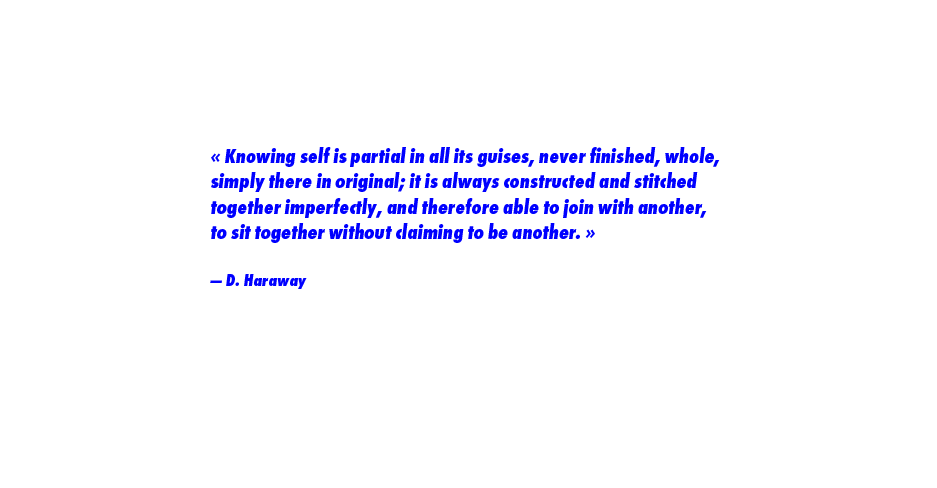 « Knowing self is partial in all its guises, never finished, whole,
simply there in original; it is always constructed and stitched
together imperfectly, and therefore able to join with another,
to sit together without claiming to be another. »
— D. Haraway